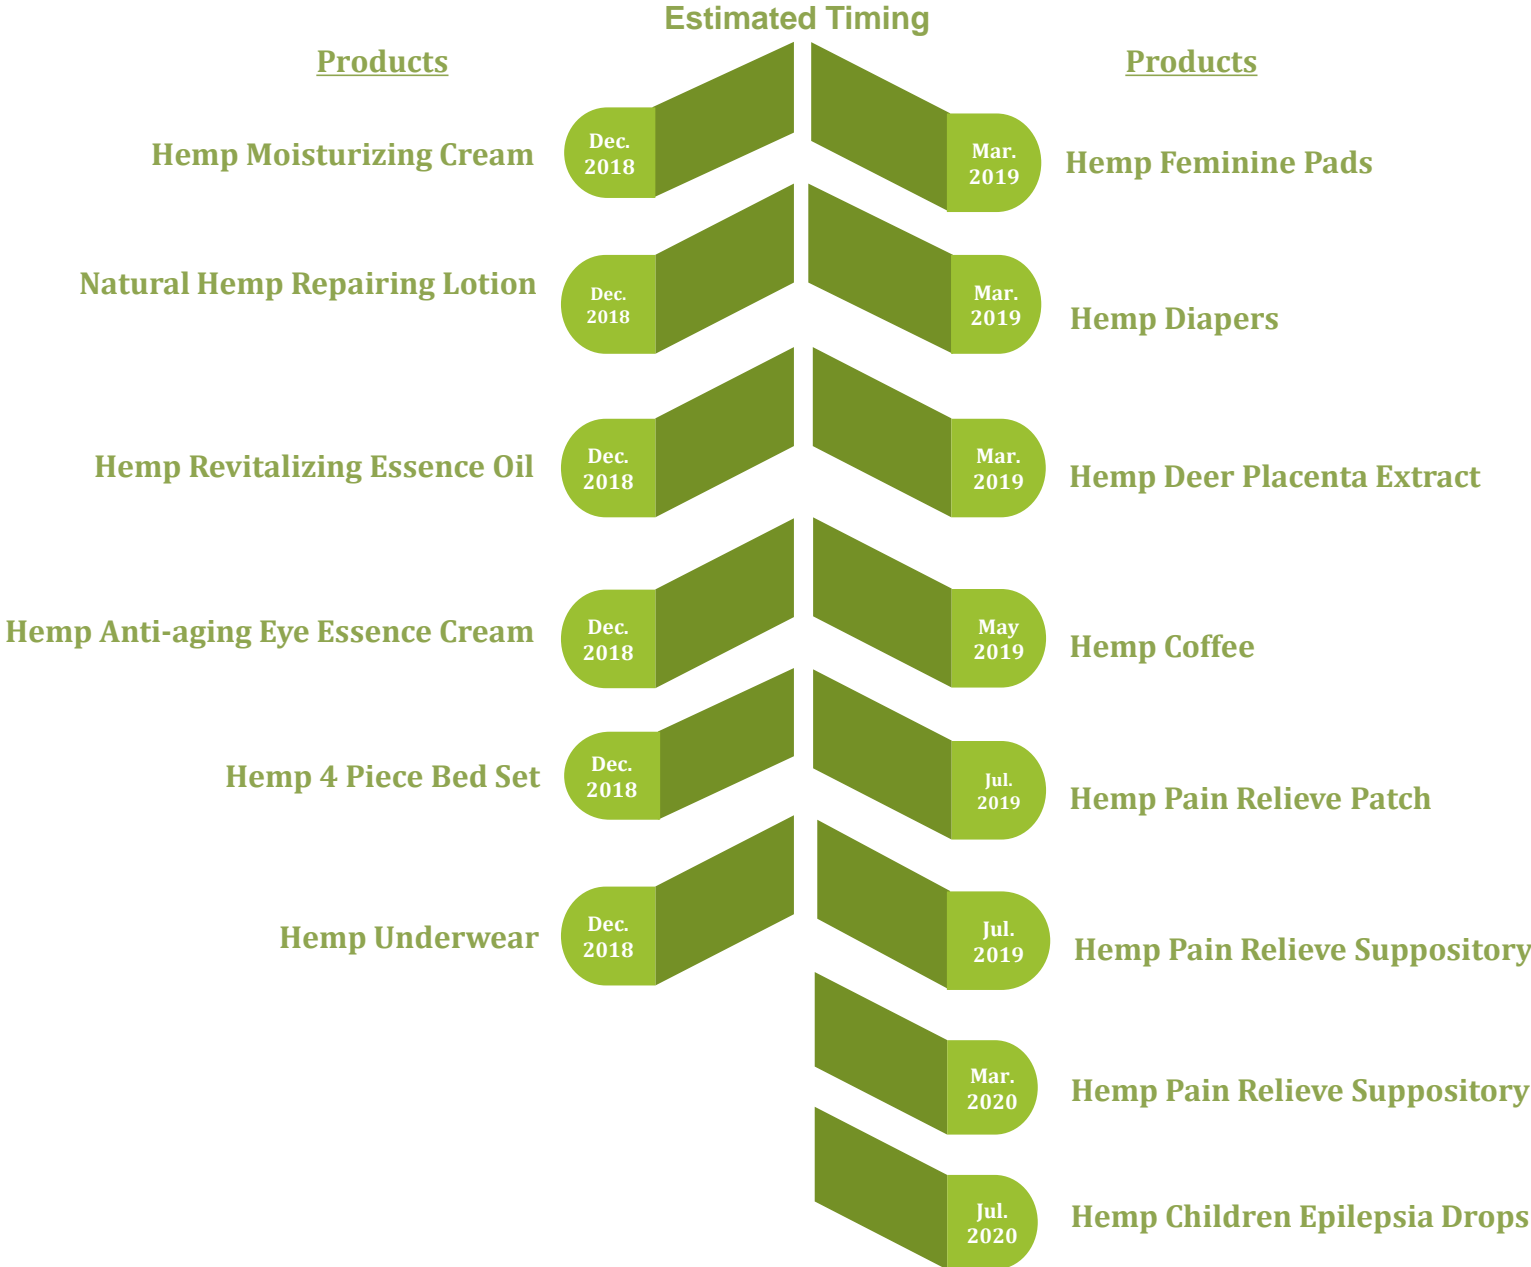 Estimated Timing
Products
Hemp Moisturizing Cream
Dec.
2018
Natural Hemp Repairing Lotion
Dec.
2018
Hemp Revitalizing Essence Oil
Dec.
2018
Hemp Anti-aging Eye Essence Cream
Dec.
2018
Hemp 4 Piece Bed Set
Dec.
2018
Hemp Underwear
Dec.
2018
Products
Mar.
2019
Hemp Feminine Pads
Mar.
2019
Hemp Diapers
Mar.
2019
Hemp Deer Placenta Extract
May
2019
Hemp Coffee
Jul.
2019
Hemp Pain Relieve Patch
Jul.
2019
Hemp Pain Relieve Suppository
Mar.
2020
Hemp Pain Relieve Suppository
Jul.
2020
Hemp Children Epilepsia Drops